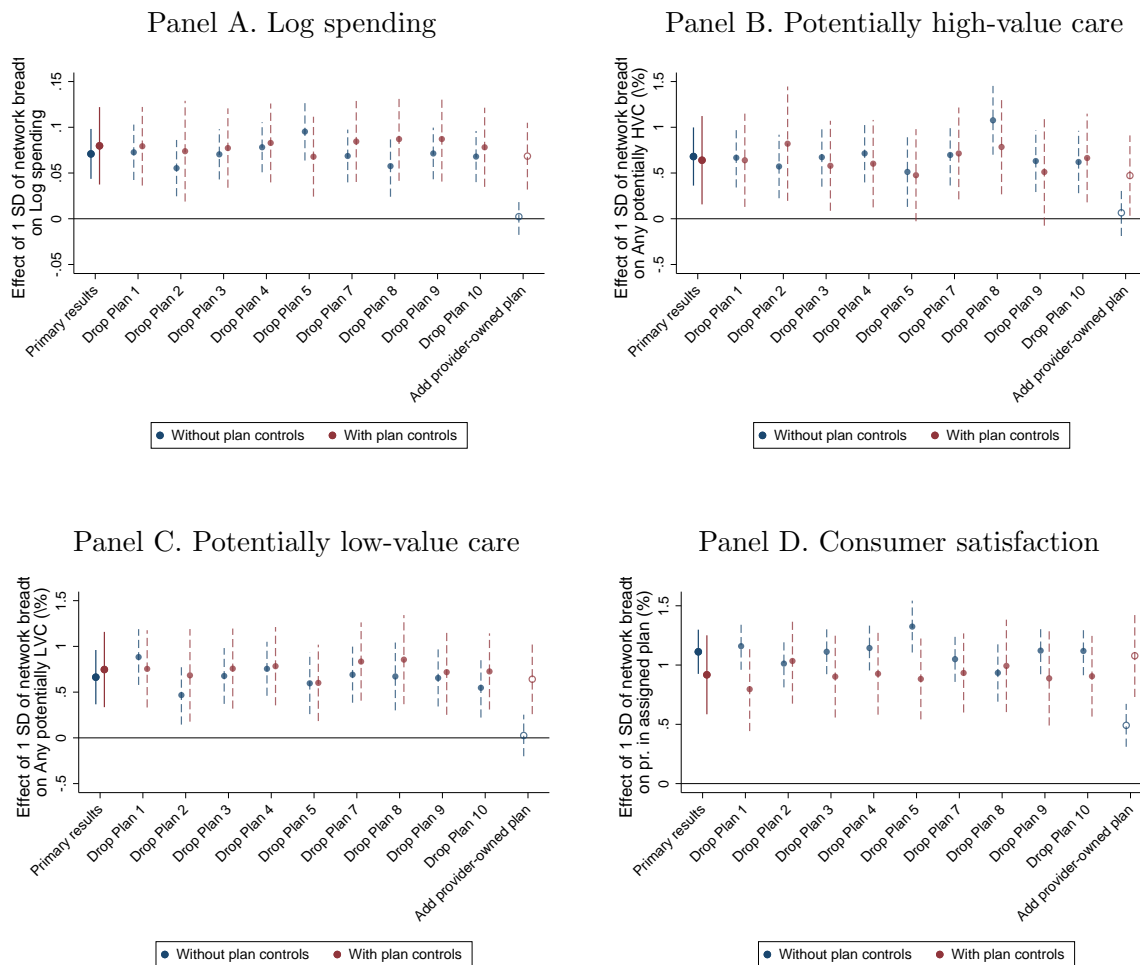 Panel A. Log spending
Effect of 1 SD of network breadt
on Log spending
.15
.1
.05
0
-.05
Primary results
Drop Plan 1
Drop Plan 2
Drop Plan 3
Drop Plan 4
Drop Plan 5
Drop Plan 7
Drop Plan 8
Drop Plan 9
Drop Plan 10
Add provider-owned plan
Without plan controls
With plan controls
Panel B. Potentially high-value care
Effect of 1 SD of network breadt
on Any potentially HVC (\%)
1.5
1
.5
0
-.5
Primary results
Drop Plan 1
Drop Plan 2
Drop Plan 3
Drop Plan 4
Drop Plan 5
Drop Plan 7
Drop Plan 8
Drop Plan 9
Drop Plan 10
Add provider-owned plan
Without plan controls
With plan controls
Panel C. Potentially low-value care
Effect of 1 SD of network breadt
on Any potentially LVC (\%)
1.5
1
.5
0
-.5
Primary results
Drop Plan 1
Drop Plan 2
Drop Plan 3
Drop Plan 4
Drop Plan 5
Drop Plan 7
Drop Plan 8
Drop Plan 9
Drop Plan 10
Add provider-owned plan
Without plan controls
With plan controls
Panel D. Consumer satisfaction
Effect of 1 SD of network breadt
on pr. in assigned plan (\%)
1.5
1
.5
0
Primary results
Drop Plan 1
Drop Plan 2
Drop Plan 3
Drop Plan 4
Drop Plan 5
Drop Plan 7
Drop Plan 8
Drop Plan 9
Drop Plan 10
Add provider-owned plan
Without plan controls
With plan controls